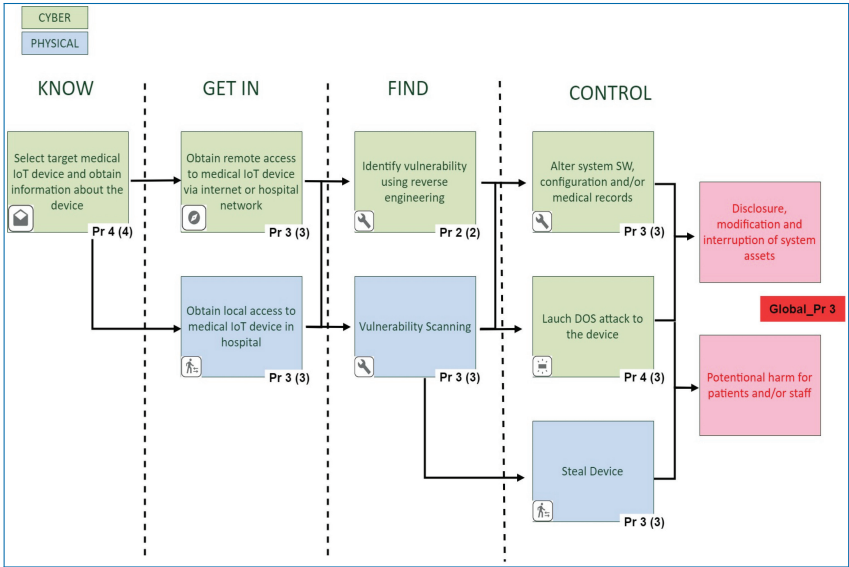 CYBER
PHYSICAL
KNOW
GET IN
FIND
CONTROL
Select target medical
IoT device and obtain
information about the
device
Pr 4 (4)
Obtain remote access
to medical IoT device
via internet or hospital
network
Pr 3 (3)
Identify vulnerability
using reverse
engineering
Pr 2 (2)
Alter system SW,
configuration and/or
medical records
Pr 3 (3)
Disclosure,
modification and
interruption of system
assets
Global_Pr 3
Obtain local access to
medical IoT device in
hospital
Pr 3 (3)
Vulnerability Scanning
Pr 3 (3)
Lauch DOS attack to
the device
Pr 4 (3)
Potentional harm for
patients and/or staff
Steal Device
Pr 3 (3)